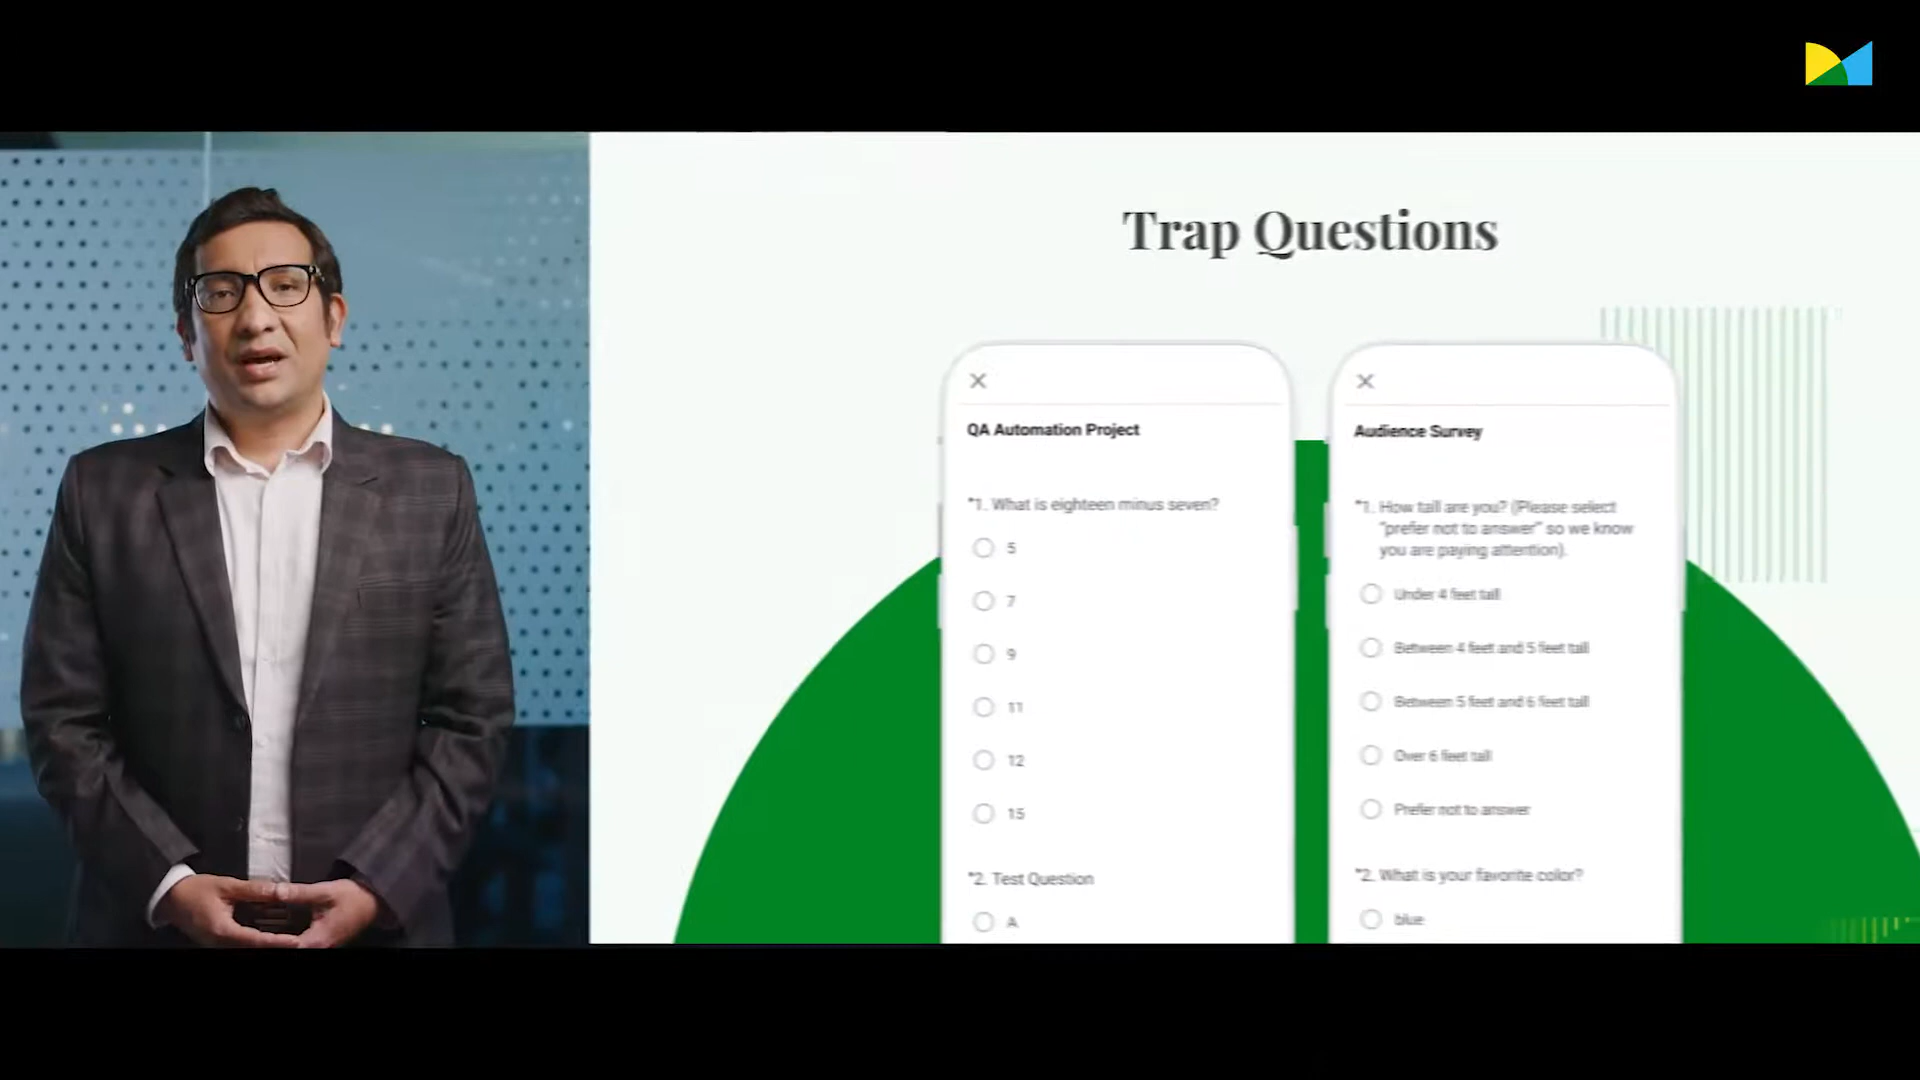 Trap Questions
QA Automation Project
*1. What is eighteen minus seven?
5
7
9
11
12
15
*2. Test Question
A
Audience Survey
*1. How tall are you? (Please select
"prefer not to answer" so we know
you are paying attention).
Under 4 feet tall
Between 4 feet and 5 feet tall
Between 5 feet and 6 feet tall
Over 6 feet tall
Prefer not to answer
*2. What is your favorite color?
blue